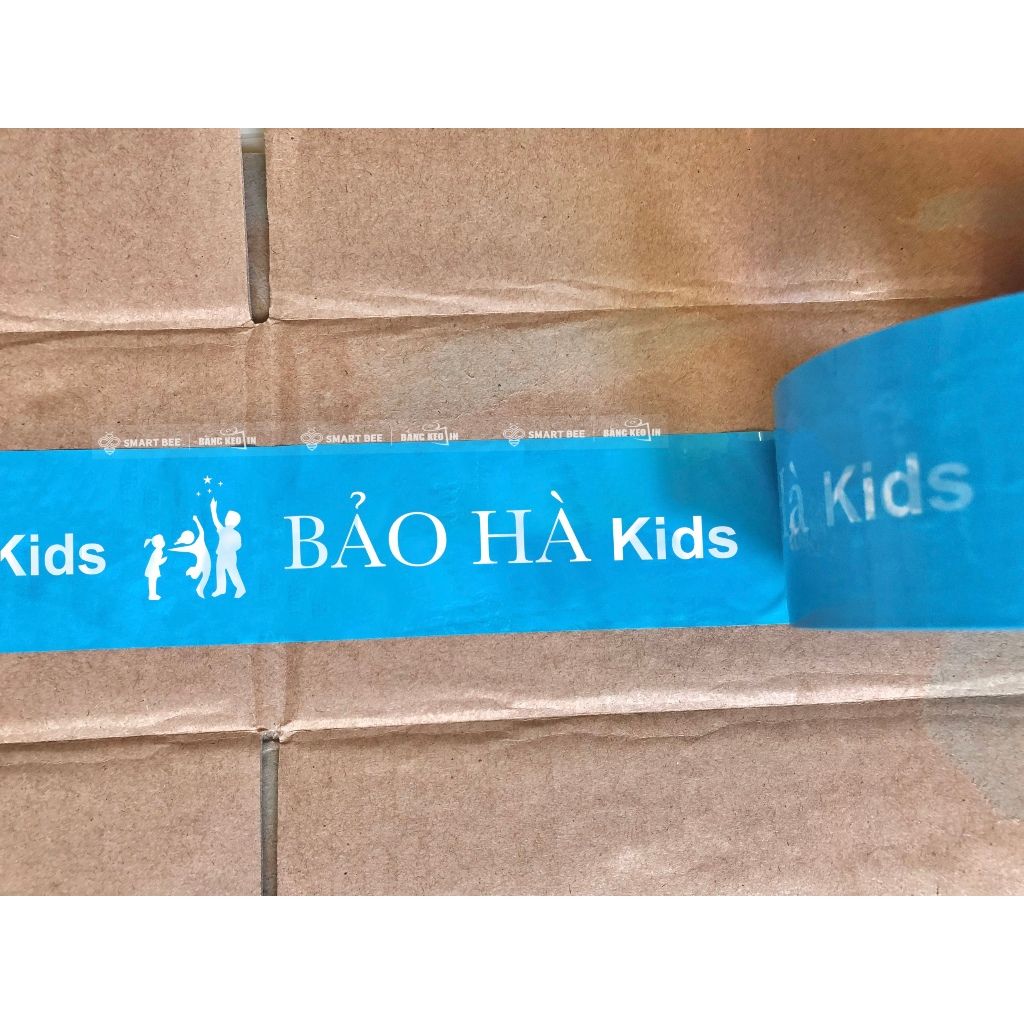 SMART BEE BĂNG KEO IN SMART BEE BĂNG KEO IN SMART BEE BĂNG KEO IN
Kids BẢO HÀ Kids
à Kids